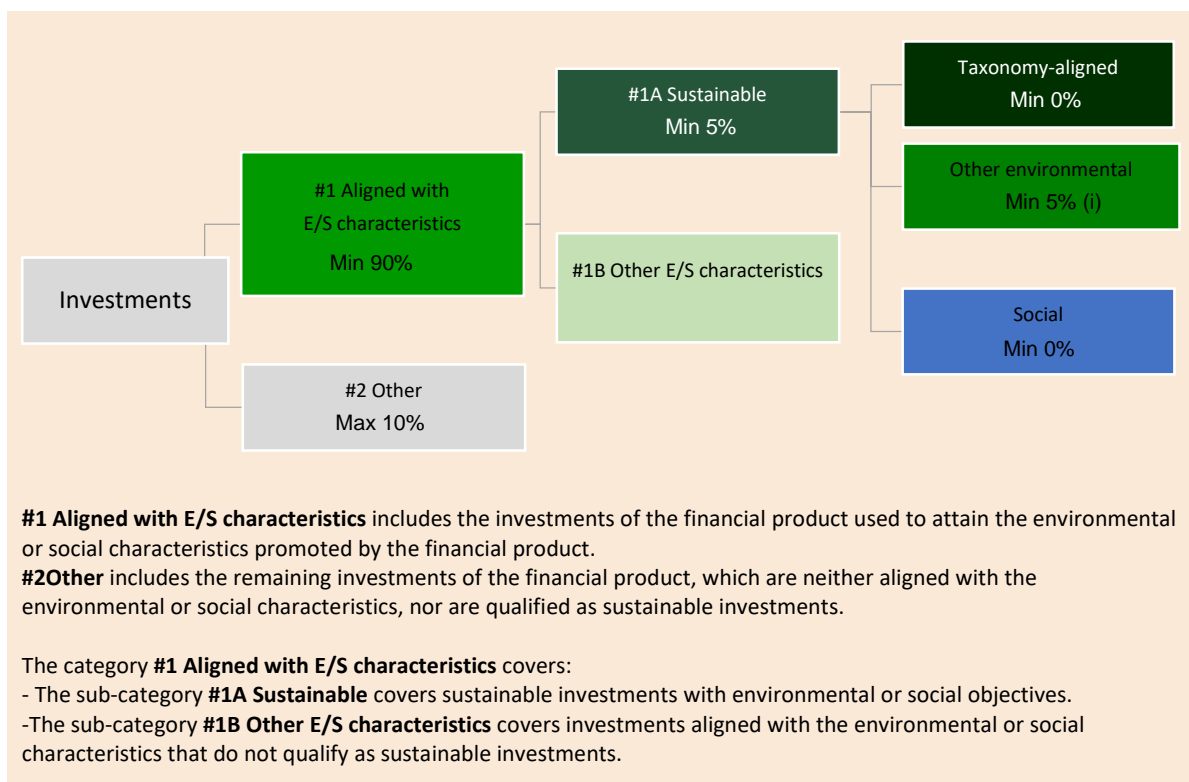 Investments
#1 Aligned with
E/S characteristics
Min 90%
#2 Other
Max 10%
#1A Sustainable
Min 5%
#1B Other E/S characteristics
Taxonomy-aligned
Min 0%
Other environmental
Min 5% (i)
Social
Min 0%
#1 Aligned with E/S characteristics includes the investments of the financial product used to attain the environmental
or social characteristics promoted by the financial product.
#2Other includes the remaining investments of the financial product, which are neither aligned with the
environmental or social characteristics, nor are qualified as sustainable investments.
The category #1 Aligned with E/S characteristics covers:
- The sub-category #1A Sustainable covers sustainable investments with environmental or social objectives.
-The sub-category #1B Other E/S characteristics covers investments aligned with the environmental or social
characteristics that do not qualify as sustainable investments.